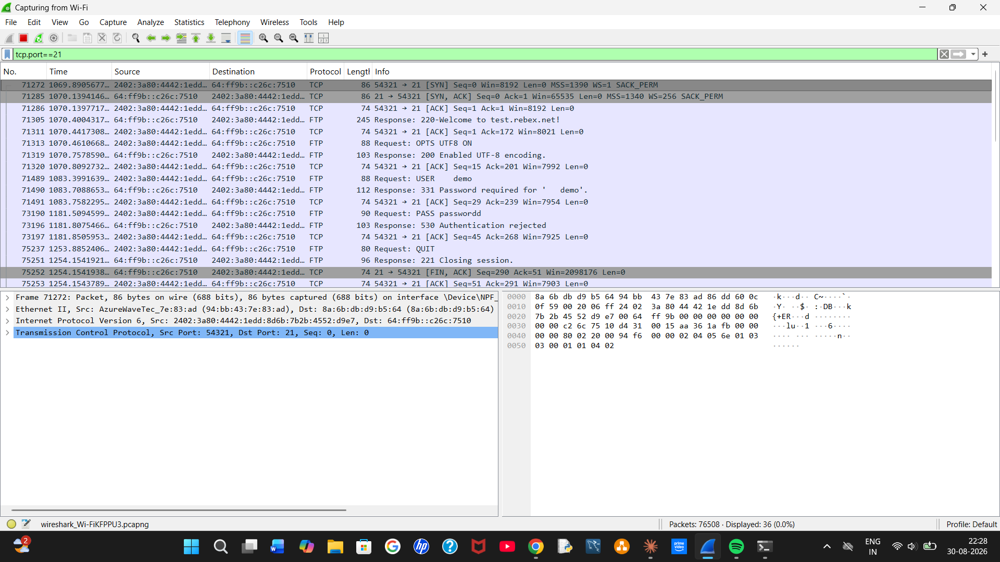 Capturing from Wi-Fi
File Edit View Go Capture Analyze Statistics Telephony Wireless Tools Help
tcp.port==21
No. Time Source Destination Protocol Length Info
71272 1069.8905677… 2402:3a80:4442:1edd… 64:ff9b::c26c:7510 TCP 86 54321 → 21 [SYN] Seq=0 Win=8192 Len=0 MSS=1390 WS=1 SACK_PERM
71285 1070.1394146… 64:ff9b::c26c:7510 2402:3a80:4442:1edd… TCP 86 21 → 54321 [SYN, ACK] Seq=0 Ack=1 Win=65535 Len=0 MSS=1340 WS=256 SACK_PERM
71286 1070.1397717… 2402:3a80:4442:1edd… 64:ff9b::c26c:7510 TCP 74 54321 → 21 [ACK] Seq=1 Ack=1 Win=8192 Len=0
71305 1070.4004317… 64:ff9b::c26c:7510 2402:3a80:4442:1edd… FTP 245 Response: 220-Welcome to test.rebex.net!
71311 1070.4417308… 2402:3a80:4442:1edd… 64:ff9b::c26c:7510 TCP 74 54321 → 21 [ACK] Seq=1 Ack=172 Win=8021 Len=0
71313 1070.4610668… 2402:3a80:4442:1edd… 64:ff9b::c26c:7510 FTP 88 Request: OPTS UTF8 ON
71319 1070.7578590… 64:ff9b::c26c:7510 2402:3a80:4442:1edd… FTP 103 Response: 200 Enabled UTF-8 encoding.
71320 1070.8092732… 2402:3a80:4442:1edd… 64:ff9b::c26c:7510 TCP 74 54321 → 21 [ACK] Seq=15 Ack=201 Win=7992 Len=0
71489 1083.3991639… 2402:3a80:4442:1edd… 64:ff9b::c26c:7510 FTP 88 Request: USER    demo
71490 1083.7088653… 64:ff9b::c26c:7510 2402:3a80:4442:1edd… FTP 112 Response: 331 Password required for '   demo'.
71491 1083.7582295… 2402:3a80:4442:1edd… 64:ff9b::c26c:7510 TCP 74 54321 → 21 [ACK] Seq=29 Ack=239 Win=7954 Len=0
73190 1181.5094599… 2402:3a80:4442:1edd… 64:ff9b::c26c:7510 FTP 90 Request: PASS passwordd
73196 1181.8075466… 64:ff9b::c26c:7510 2402:3a80:4442:1edd… FTP 103 Response: 530 Authentication rejected
73197 1181.8505953… 2402:3a80:4442:1edd… 64:ff9b::c26c:7510 TCP 74 54321 → 21 [ACK] Seq=45 Ack=268 Win=7925 Len=0
75237 1253.8852406… 2402:3a80:4442:1edd… 64:ff9b::c26c:7510 FTP 80 Request: QUIT
75251 1254.1541921… 64:ff9b::c26c:7510 2402:3a80:4442:1edd… FTP 96 Response: 221 Closing session.
75252 1254.1541938… 64:ff9b::c26c:7510 2402:3a80:4442:1edd… TCP 74 21 → 54321 [FIN, ACK] Seq=290 Ack=51 Win=2098176 Len=0
75253 1254.1543789… 2402:3a80:4442:1edd… 64:ff9b::c26c:7510 TCP 74 54321 → 21 [ACK] Seq=51 Ack=291 Win=7903 Len=0
Frame 71272: Packet, 86 bytes on wire (688 bits), 86 bytes captured (688 bits) on interface \Device\NPF_
Ethernet II, Src: AzureWaveTec_7e:83:ad (94:bb:43:7e:83:ad), Dst: 8a:6b:db:d9:b5:64 (8a:6b:db:d9:b5:64)
Internet Protocol Version 6, Src: 2402:3a80:4442:1edd:8d6b:7b2b:4552:d9e7, Dst: 64:ff9b::c26c:7510
Transmission Control Protocol, Src Port: 54321, Dst Port: 21, Seq: 0, Len: 0
0000 8a 6b db d9 b5 64 94 bb 43 7e 83 ad 86 dd 60 0c ·k···d·· C~····`·
0010 0f 59 00 20 06 ff 24 02 3a 80 44 42 1e dd 8d 6b ·Y· ··$· :·DB···k
0020 7b 2b 45 52 d9 e7 00 64 ff 9b 00 00 00 00 00 00 {+ER···d ········
0030 00 00 c2 6c 75 10 d4 31 00 15 aa 36 1a fb 00 00 ···lu··1 ···6····
0040 00 00 80 02 20 00 94 f6 00 00 02 04 05 6e 01 03 ···· ··· ·····n··
0050 03 00 01 01 04 02 ······
wireshark_Wi-FiKFPPU3.pcapng Packets: 76508 · Displayed: 36 (0.0%) Profile: Default
2
W
hp
?
prime video
ENG IN
22:28
30-08-2026